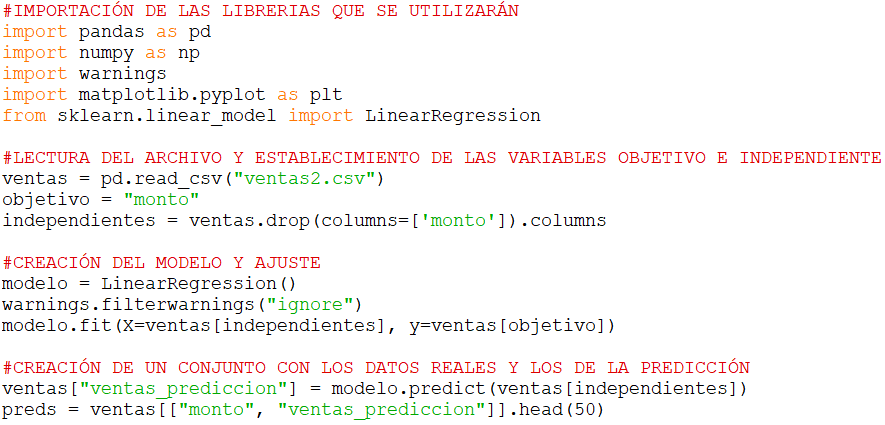 #IMPORTACIÓN DE LAS LIBRERIAS QUE SE UTILIZARÁN
import pandas as pd
import numpy as np
import warnings
import matplotlib.pyplot as plt
from sklearn.linear_model import LinearRegression
#LECTURA DEL ARCHIVO Y ESTABLECIMIENTO DE LAS VARIABLES OBJETIVO E INDEPENDIENTE
ventas = pd.read_csv("ventas2.csv")
objetivo = "monto"
independientes = ventas.drop(columns=['monto']).columns
#CREACIÓN DEL MODELO Y AJUSTE
modelo = LinearRegression()
warnings.filterwarnings("ignore")
modelo.fit(X=ventas[independientes], y=ventas[objetivo])
#CREACIÓN DE UN CONJUNTO CON LOS DATOS REALES Y LOS DE LA PREDICCIÓN
ventas["ventas_prediccion"] = modelo.predict(ventas[independientes])
preds = ventas[["monto", "ventas_prediccion"]].head(50)